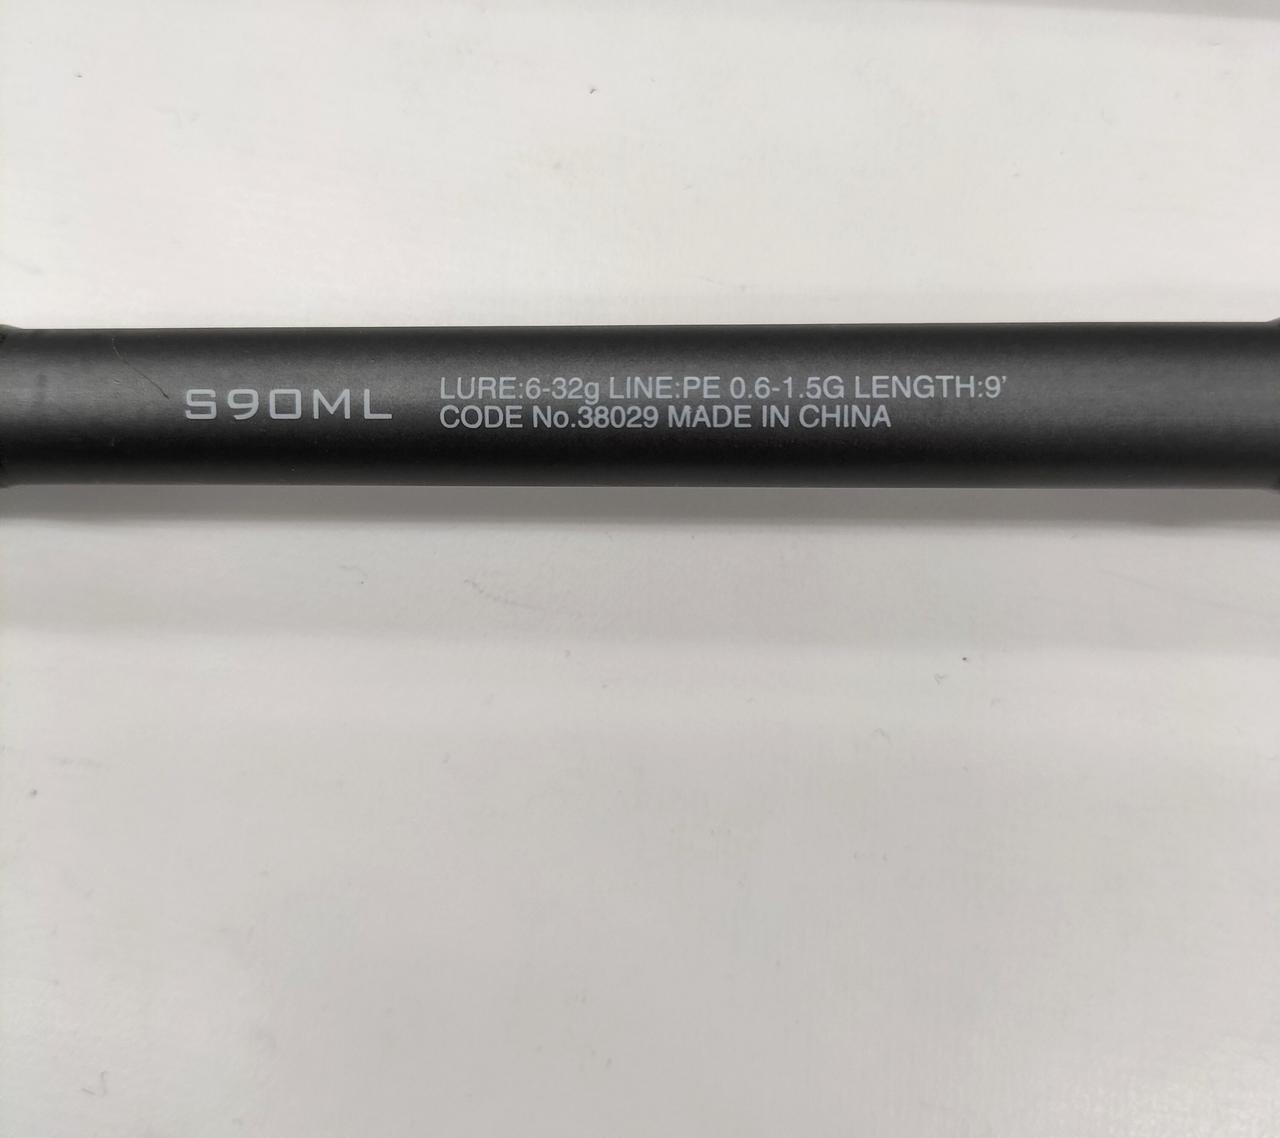 S90ML
LURE:6-32g LINE:PE 0.6-1.5G LENGTH:9'
CODE No.38029 MADE IN CHINA